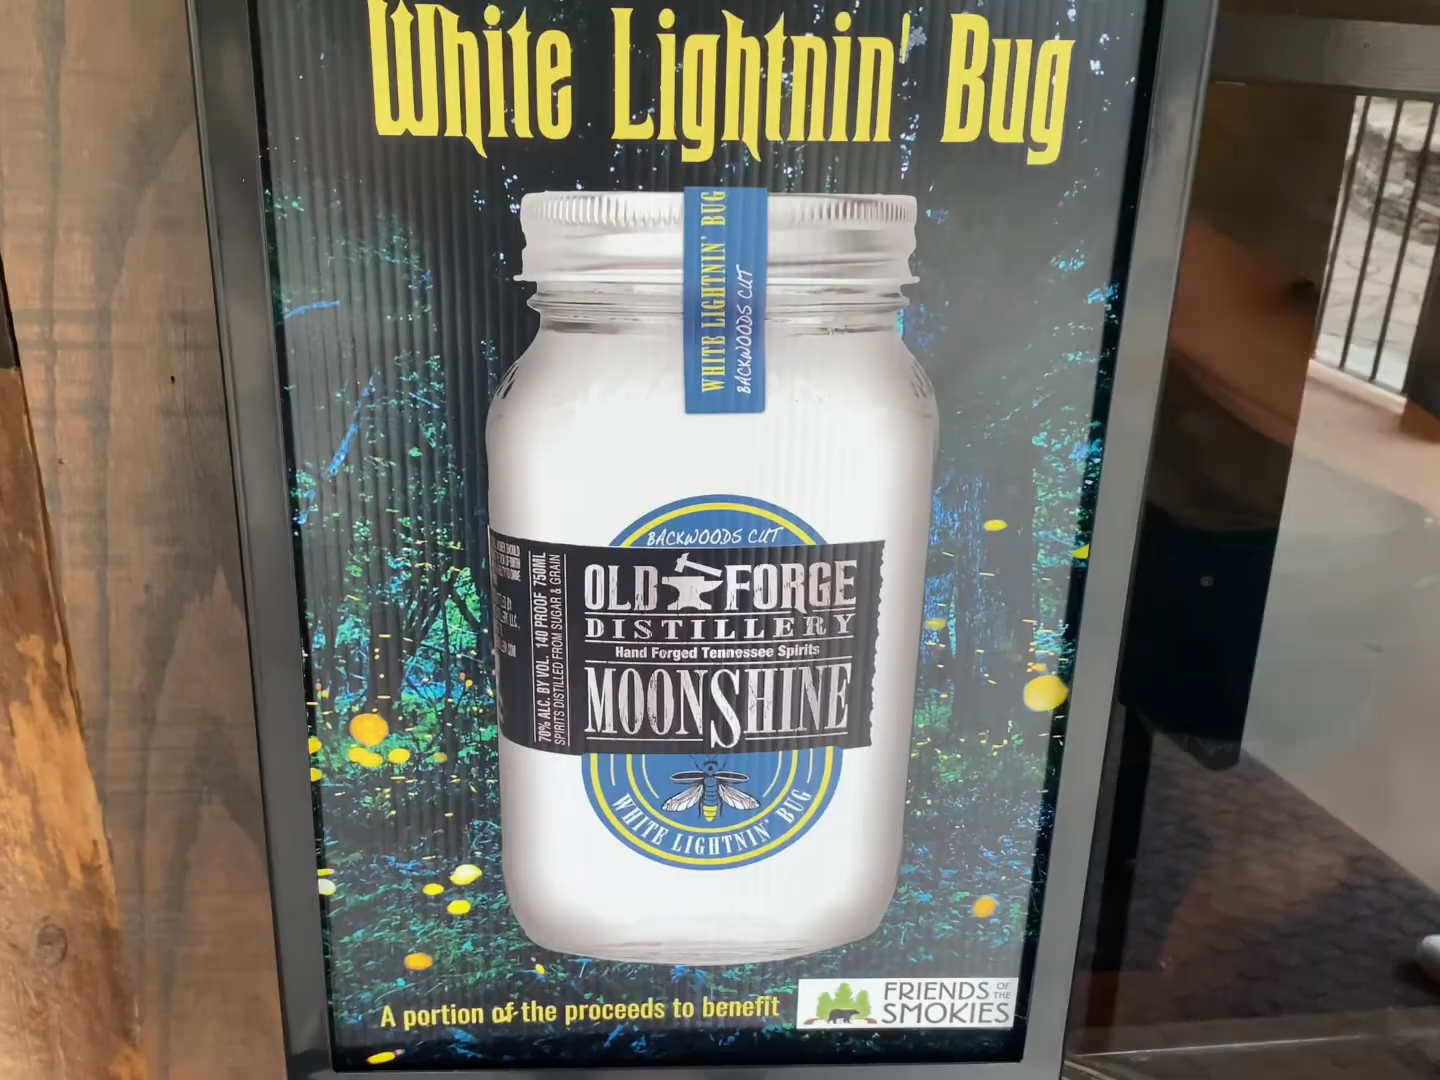 White Lightnin' Bug
WHITE LIGHTNIN' BUG
BACKWOODS CUT
BACKWOODS CUT
OLD FORGE
DISTILLERY
Hand Forged Tennessee Spirits
MOONSHINE
70% ALC. BY VOL. 140 PROOF 750ML
SPIRITS DISTILLED FROM SUGAR & GRAIN
WHITE LIGHTNIN' BUG
A portion of the proceeds to benefit
FRIENDS OF THE
SMOKIES